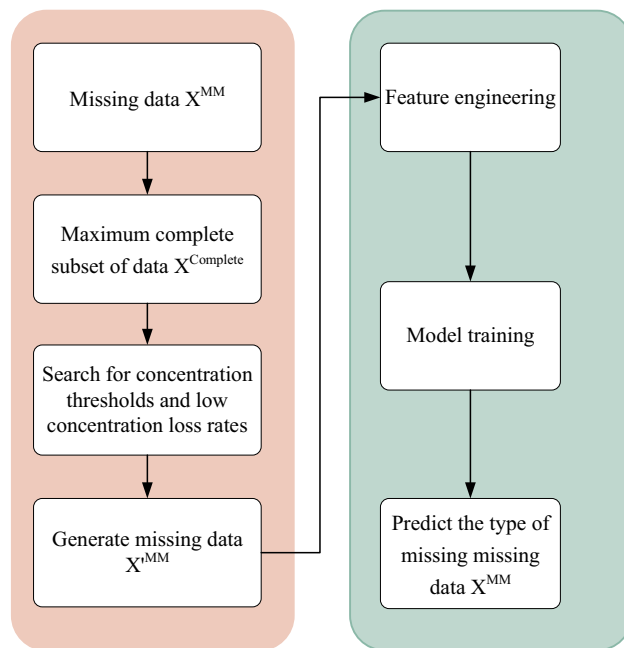 Missing data X^MM
Maximum complete
subset of data X^Complete
Search for concentration
thresholds and low
concentration loss rates
Generate missing data
X'^MM
Feature engineering
Model training
Predict the type of
missing missing
data X^MM